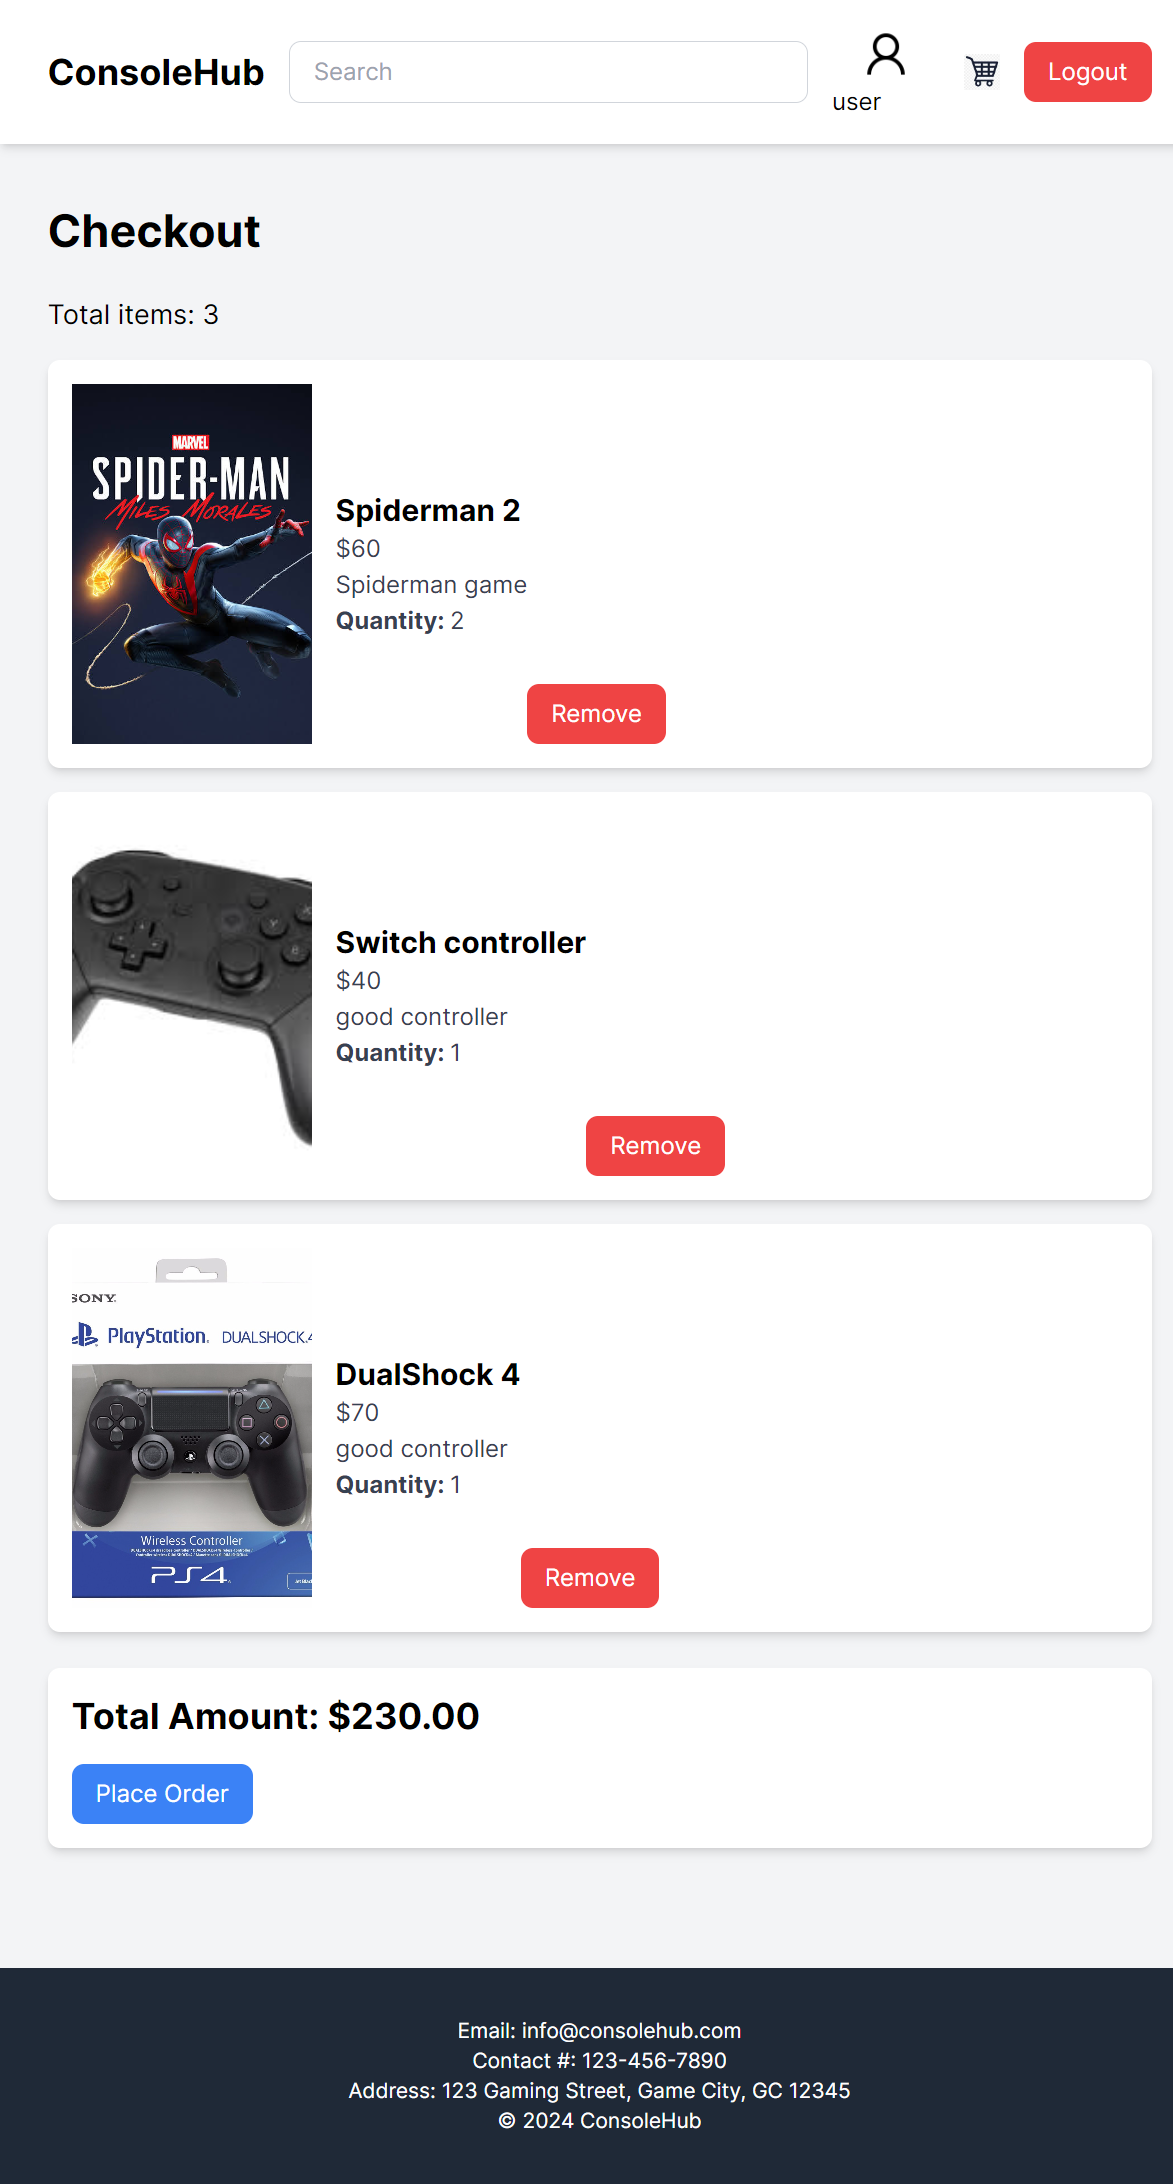 ConsoleHub
Search
user
Logout
Checkout
Total items: 3
MARVEL
SPIDER-MAN
MILES MORALES
Spiderman 2
$60
Spiderman game
Quantity: 2
Remove
Switch controller
$40
good controller
Quantity: 1
Remove
SONY
PlayStation DUALSHOCK 4
Wireless Controller
PS4
DualShock 4
$70
good controller
Quantity: 1
Remove
Total Amount: $230.00
Place Order
Email: info@consolehub.com
Contact #: 123-456-7890
Address: 123 Gaming Street, Game City, GC 12345
© 2024 ConsoleHub